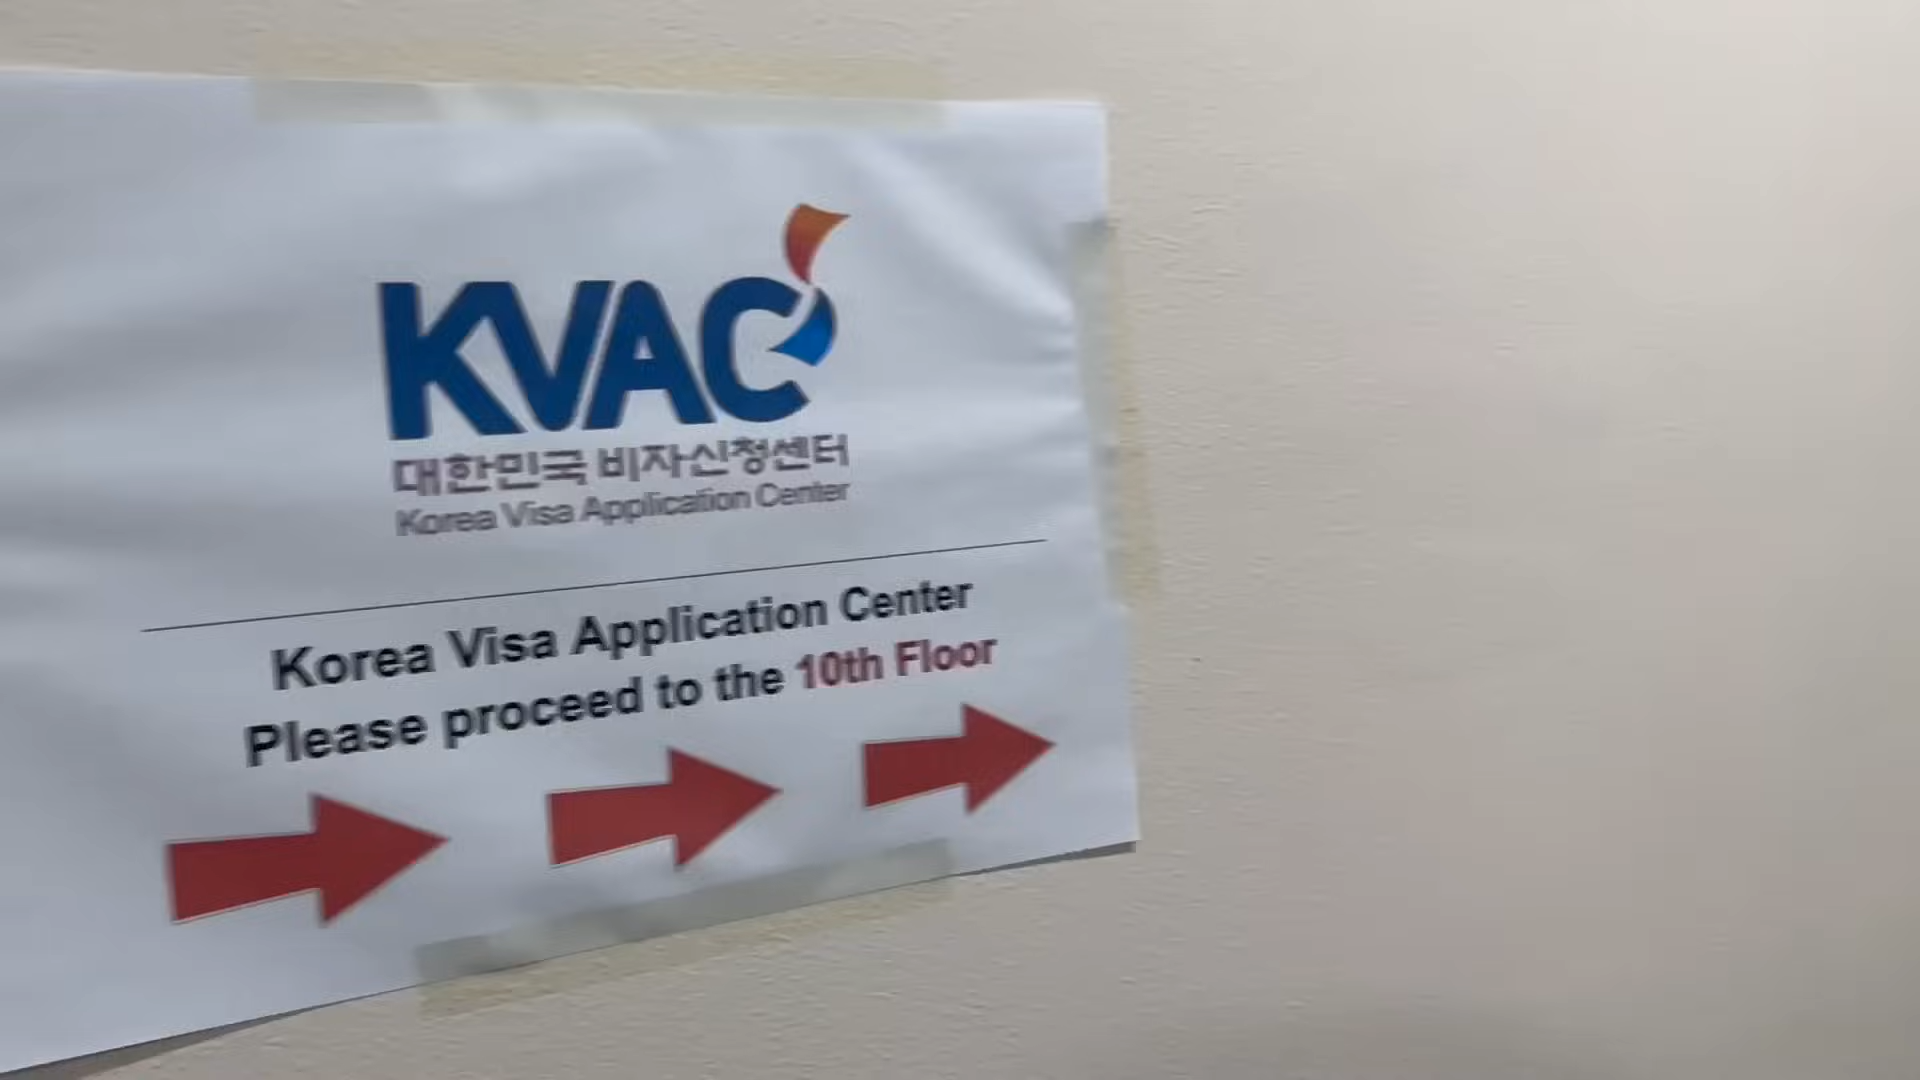 KVAC
대한민국 비자신청센터
Korea Visa Application Center
Korea Visa Application Center
Please proceed to the 10th Floor